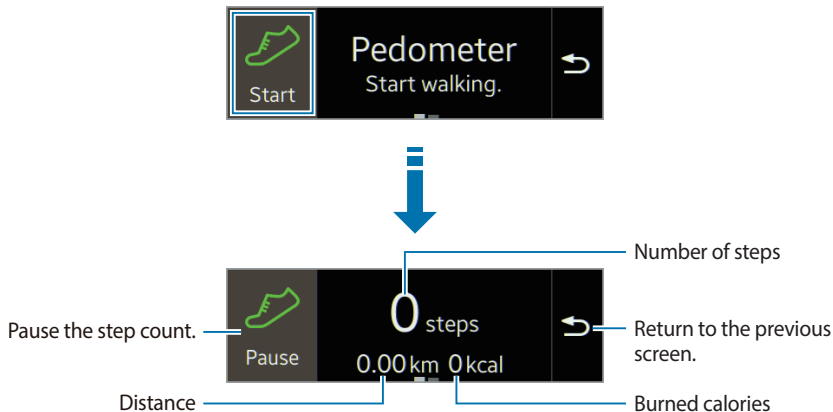 Pedometer
Start walking.
Start
Number of steps
0 steps
Pause the step count.
Return to the previous
screen.
Pause
0.00 km 0 kcal
Distance
Burned calories